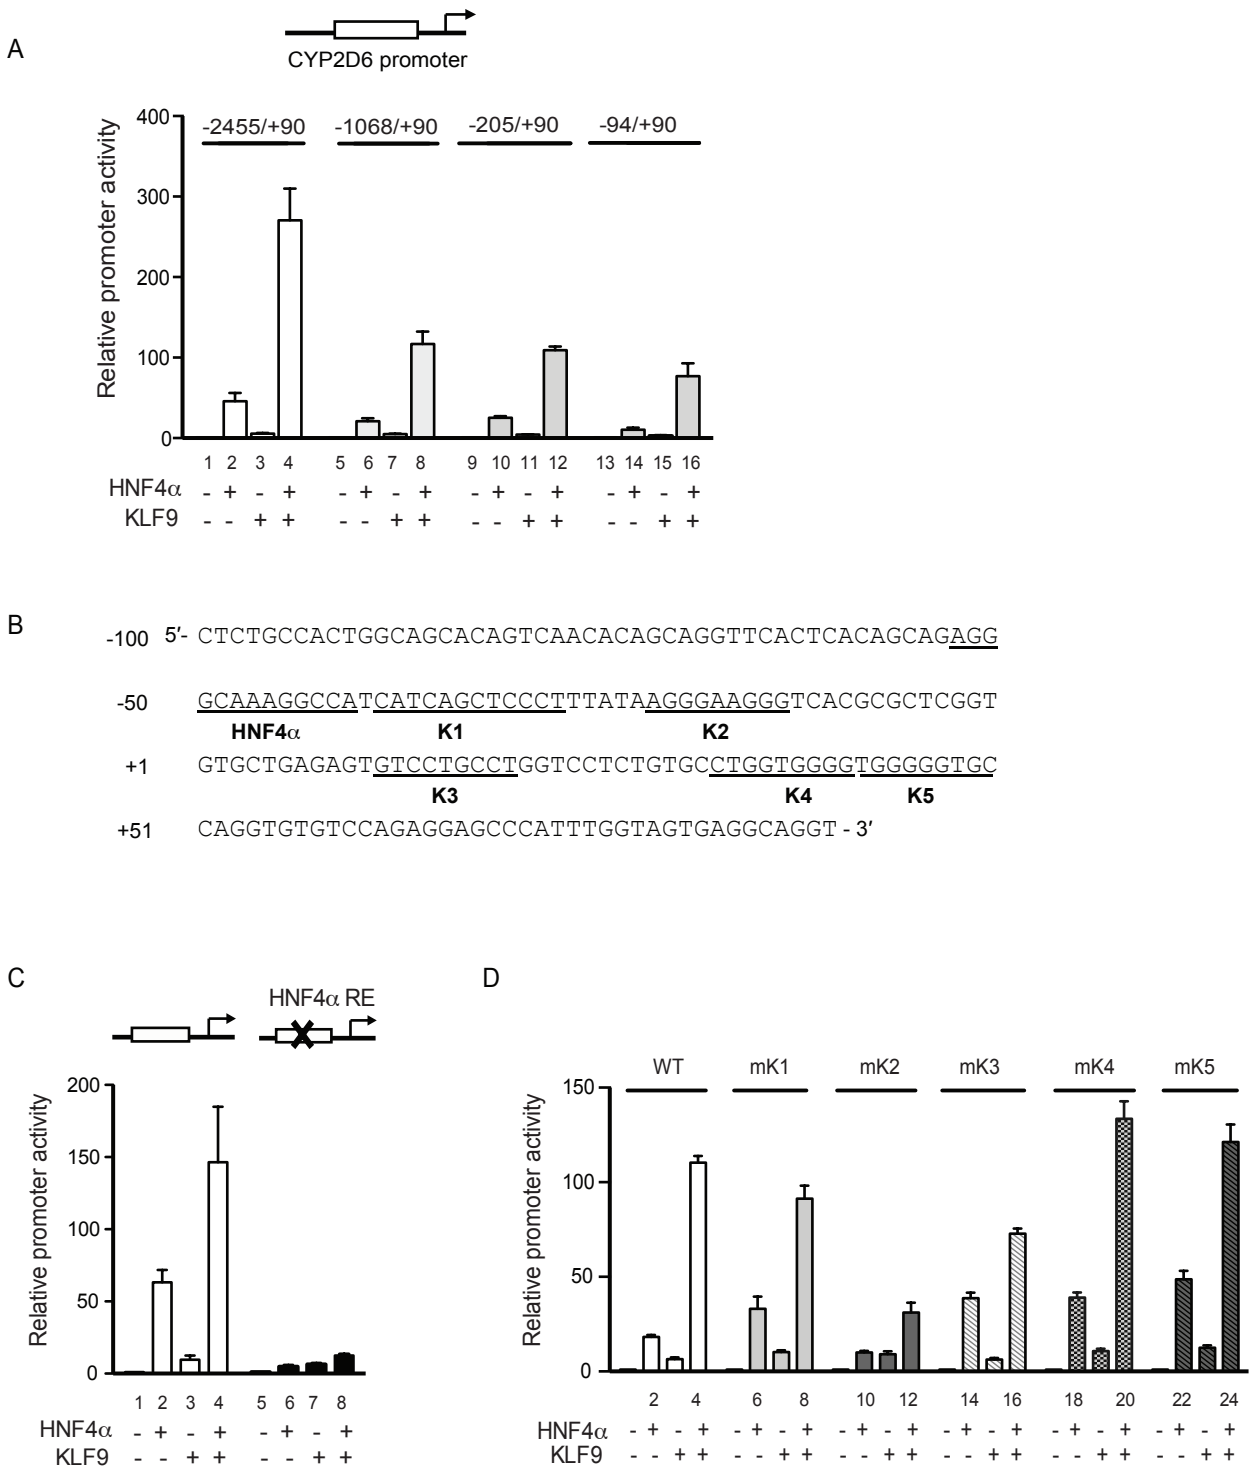 A
CYP2D6 promoter
Relative promoter activity
400
300
200
100
0
-2455/+90 -1068/+90 -205/+90 -94/+90
1 2 3 4 5 6 7 8 9 10 11 12 13 14 15 16
HNF4α - + - + - + - + - + - + - + - +
KLF9 - - + + - - + + - - + + - - + +
B
-100 5′- CTCTGCCACTGGCAGCACAGTCAACACAGCAGGTTCACTCACAGCAGAGG
-50 GCAAAGGCCATCATCAGCTCCCTTTATAAGGGAAGGGTCACGCGCTCGGT
HNF4α K1 K2
+1 GTGCTGAGAGTGTCCTGCCTGGTCCTCTGTGCCTGGTGGGGTGGGGGTGC
K3 K4 K5
+51 CAGGTGTGTCCAGAGGAGCCCATTTGGTAGTGAGGCAGGT - 3′
C
HNF4α RE
Relative promoter activity
200
150
100
50
0
1 2 3 4 5 6 7 8
HNF4α - + - + - + - +
KLF9 - - + + - - + +
D
WT mK1 mK2 mK3 mK4 mK5
Relative promoter activity
150
100
50
0
2 4 6 8 10 12 14 16 18 20 22 24
HNF4α - + - + - + - + - + - + - + - + - + - + - + - +
KLF9 - - + + - - + + - - + + - - + + - - + + - - + +